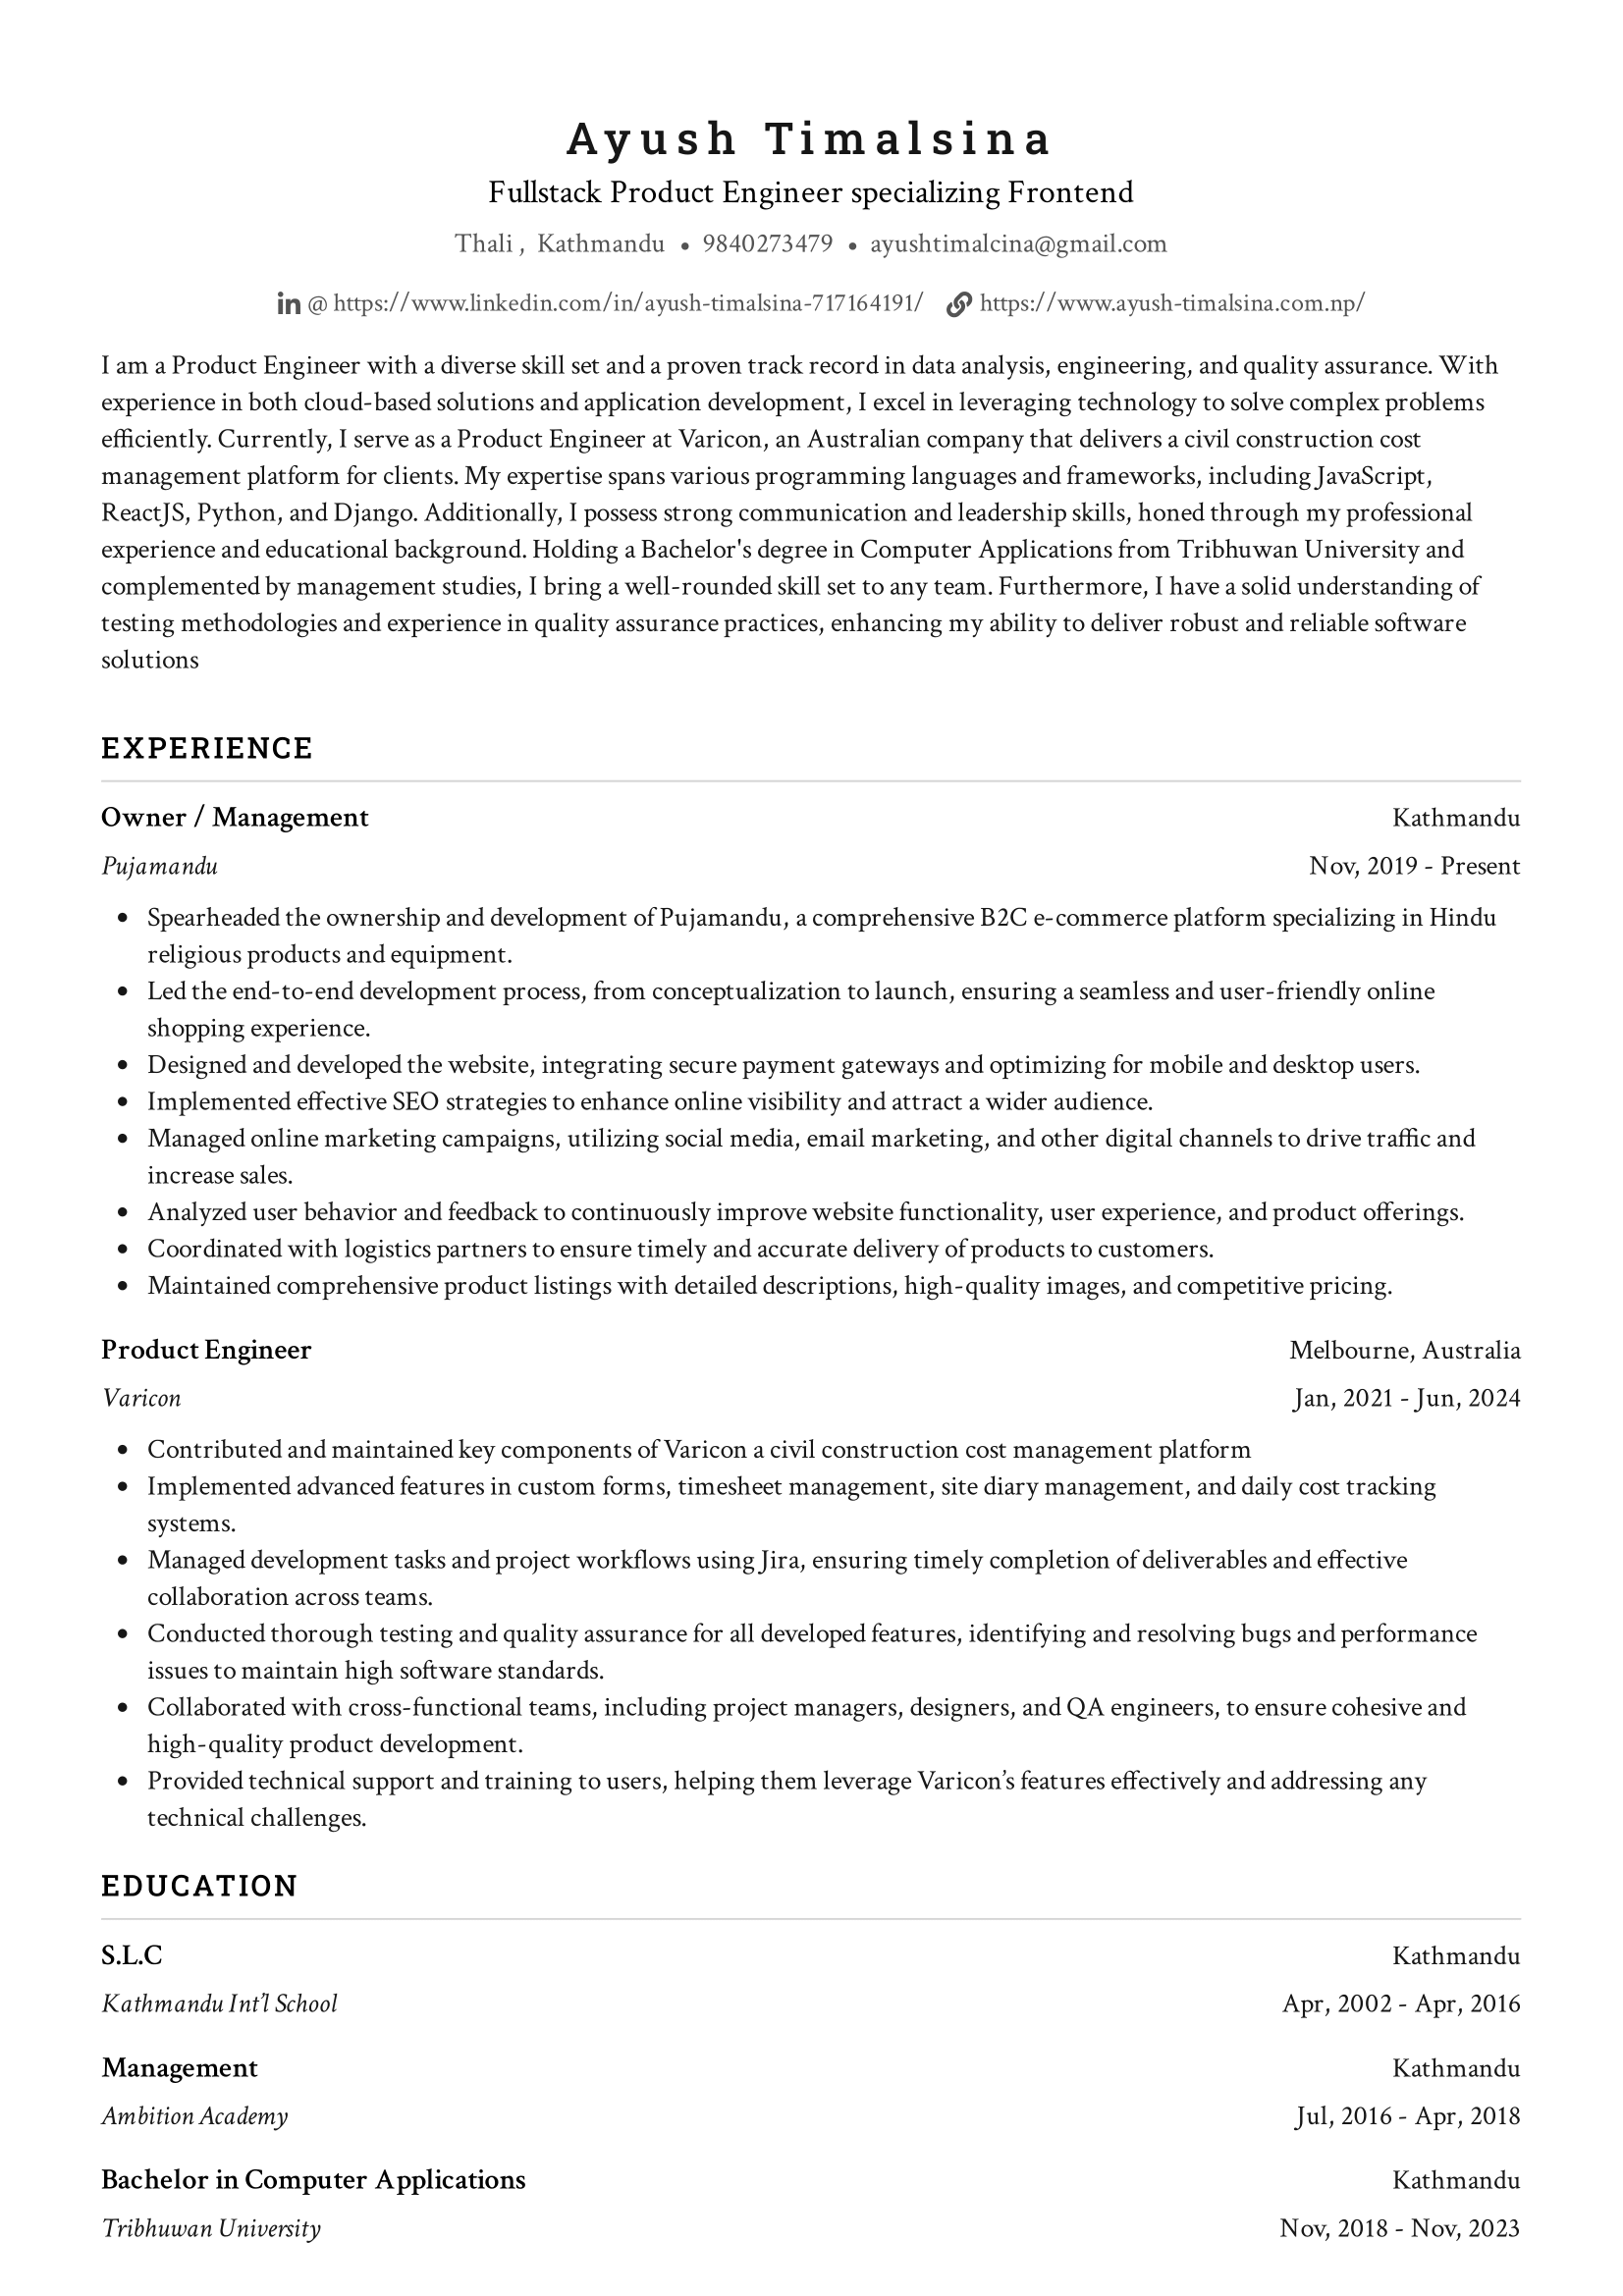 Ayush Timalsina
Fullstack Product Engineer specializing Frontend
Thali , Kathmandu • 9840273479 • ayushtimalcina@gmail.com
in @ https://www.linkedin.com/in/ayush-timalsina-717164191/ https://www.ayush-timalsina.com.np/
I am a Product Engineer with a diverse skill set and a proven track record in data analysis, engineering, and quality assurance. With
experience in both cloud-based solutions and application development, I excel in leveraging technology to solve complex problems
efficiently. Currently, I serve as a Product Engineer at Varicon, an Australian company that delivers a civil construction cost
management platform for clients. My expertise spans various programming languages and frameworks, including JavaScript,
ReactJS, Python, and Django. Additionally, I possess strong communication and leadership skills, honed through my professional
experience and educational background. Holding a Bachelor's degree in Computer Applications from Tribhuwan University and
complemented by management studies, I bring a well-rounded skill set to any team. Furthermore, I have a solid understanding of
testing methodologies and experience in quality assurance practices, enhancing my ability to deliver robust and reliable software
solutions
EXPERIENCE
Owner / Management Kathmandu
Pujamandu Nov, 2019 - Present
• Spearheaded the ownership and development of Pujamandu, a comprehensive B2C e-commerce platform specializing in Hindu
religious products and equipment.
• Led the end-to-end development process, from conceptualization to launch, ensuring a seamless and user-friendly online
shopping experience.
• Designed and developed the website, integrating secure payment gateways and optimizing for mobile and desktop users.
• Implemented effective SEO strategies to enhance online visibility and attract a wider audience.
• Managed online marketing campaigns, utilizing social media, email marketing, and other digital channels to drive traffic and
increase sales.
• Analyzed user behavior and feedback to continuously improve website functionality, user experience, and product offerings.
• Coordinated with logistics partners to ensure timely and accurate delivery of products to customers.
• Maintained comprehensive product listings with detailed descriptions, high-quality images, and competitive pricing.
Product Engineer Melbourne, Australia
Varicon Jan, 2021 - Jun, 2024
• Contributed and maintained key components of Varicon a civil construction cost management platform
• Implemented advanced features in custom forms, timesheet management, site diary management, and daily cost tracking
systems.
• Managed development tasks and project workflows using Jira, ensuring timely completion of deliverables and effective
collaboration across teams.
• Conducted thorough testing and quality assurance for all developed features, identifying and resolving bugs and performance
issues to maintain high software standards.
• Collaborated with cross-functional teams, including project managers, designers, and QA engineers, to ensure cohesive and
high-quality product development.
• Provided technical support and training to users, helping them leverage Varicon’s features effectively and addressing any
technical challenges.
EDUCATION
S.L.C Kathmandu
Kathmandu Int’l School Apr, 2002 - Apr, 2016
Management Kathmandu
Ambition Academy Jul, 2016 - Apr, 2018
Bachelor in Computer Applications Kathmandu
Tribhuwan University Nov, 2018 - Nov, 2023